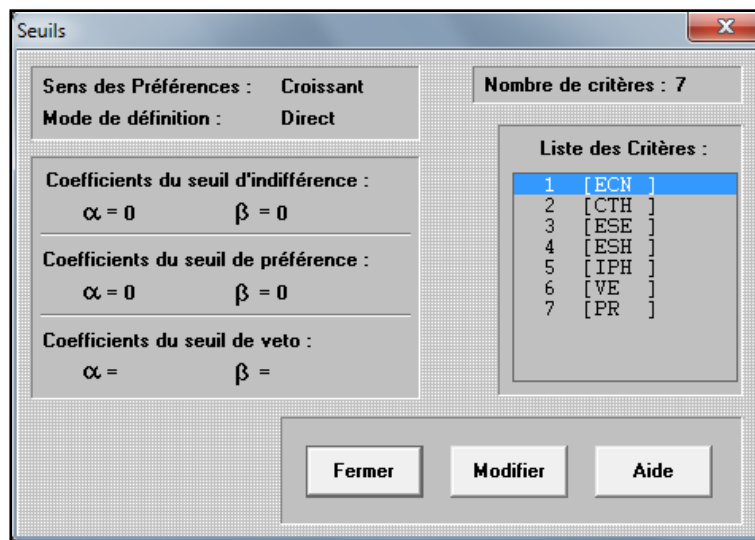 Seuils
Sens des Préférences : Croissant
Mode de définition : Direct
Coefficients du seuil d'indifférence :
α = 0 β = 0
Coefficients du seuil de préférence :
α = 0 β = 0
Coefficients du seuil de veto :
α = β =
Nombre de critères : 7
Liste des Critères :
1 [ECN ]
2 [CTH ]
3 [ESE ]
4 [ESH ]
5 [IPH ]
6 [VE ]
7 [PR ]
Fermer Modifier Aide